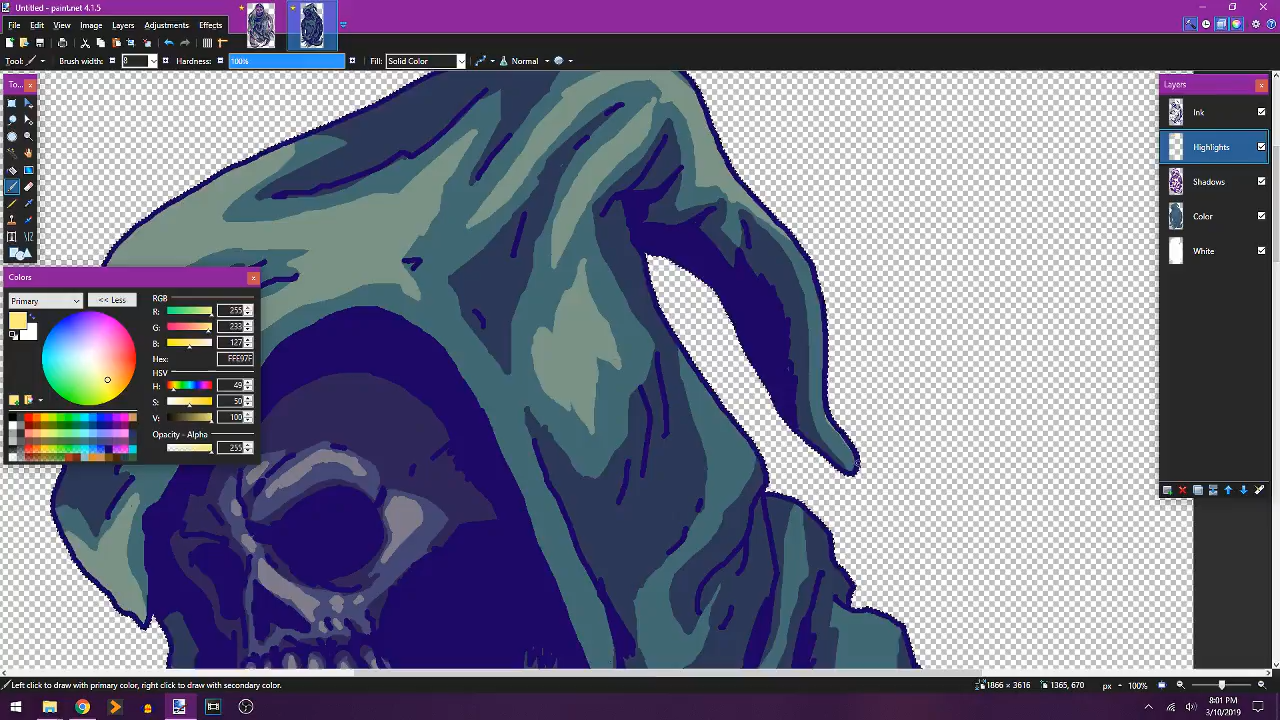 Untitled - paint.net 4.1.5
File Edit View Image Layers Adjustments Effects
Tool: Brush width: 8 Hardness: 100% Fill: Solid Color Normal
To...
Layers
Ink
Highlights
Shadows
Color
White
Colors
Primary << Less
RGB
R: 255
G: 233
B: 127
Hex: FFE97F
HSV
H: 49
S: 50
V: 100
Opacity - Alpha
255
Left click to draw with primary color, right click to draw with secondary color. 1866 × 3616 1365, 670 px 100%
8:01 PM
3/10/2019